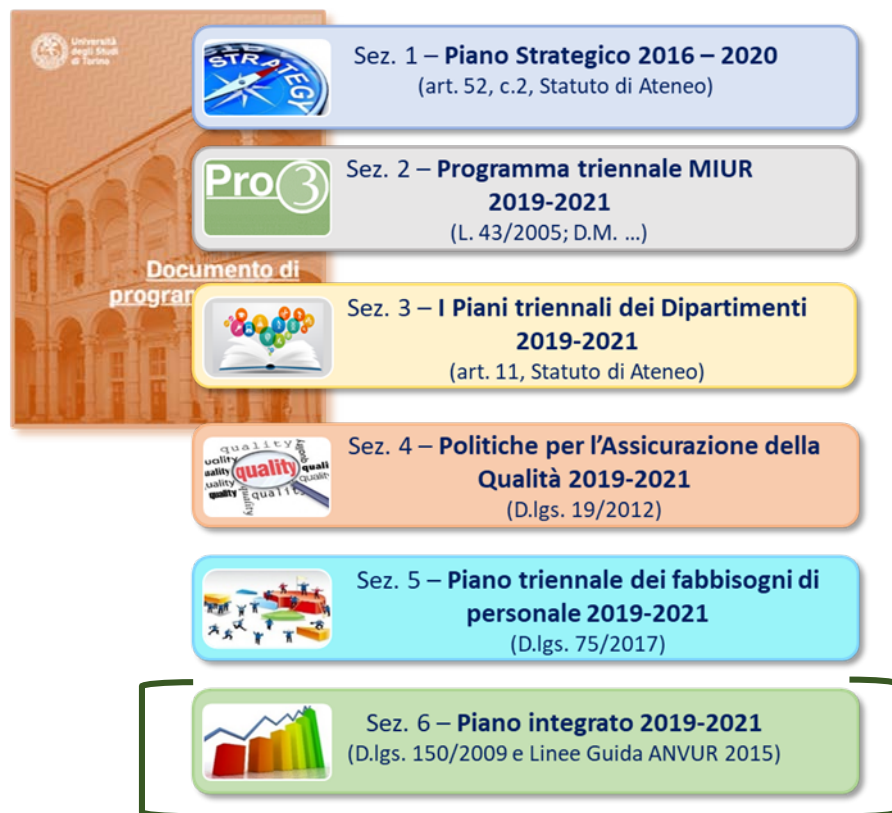 Università
degli Studi
di Torino
STRATEGY
Sez. 1 – Piano Strategico 2016 – 2020
(art. 52, c.2, Statuto di Ateneo)
Pro3
Sez. 2 – Programma triennale MIUR
2019-2021
(L. 43/2005; D.M. ...)
Documento di
Sez. 3 – I Piani triennali dei Dipartimenti
2019-2021
(art. 11, Statuto di Ateneo)
quality
quality
quality
quality
Sez. 4 – Politiche per l’Assicurazione della
Qualità 2019-2021
(D.lgs. 19/2012)
Sez. 5 – Piano triennale dei fabbisogni di
personale 2019-2021
(D.lgs. 75/2017)
Sez. 6 – Piano integrato 2019-2021
(D.lgs. 150/2009 e Linee Guida ANVUR 2015)